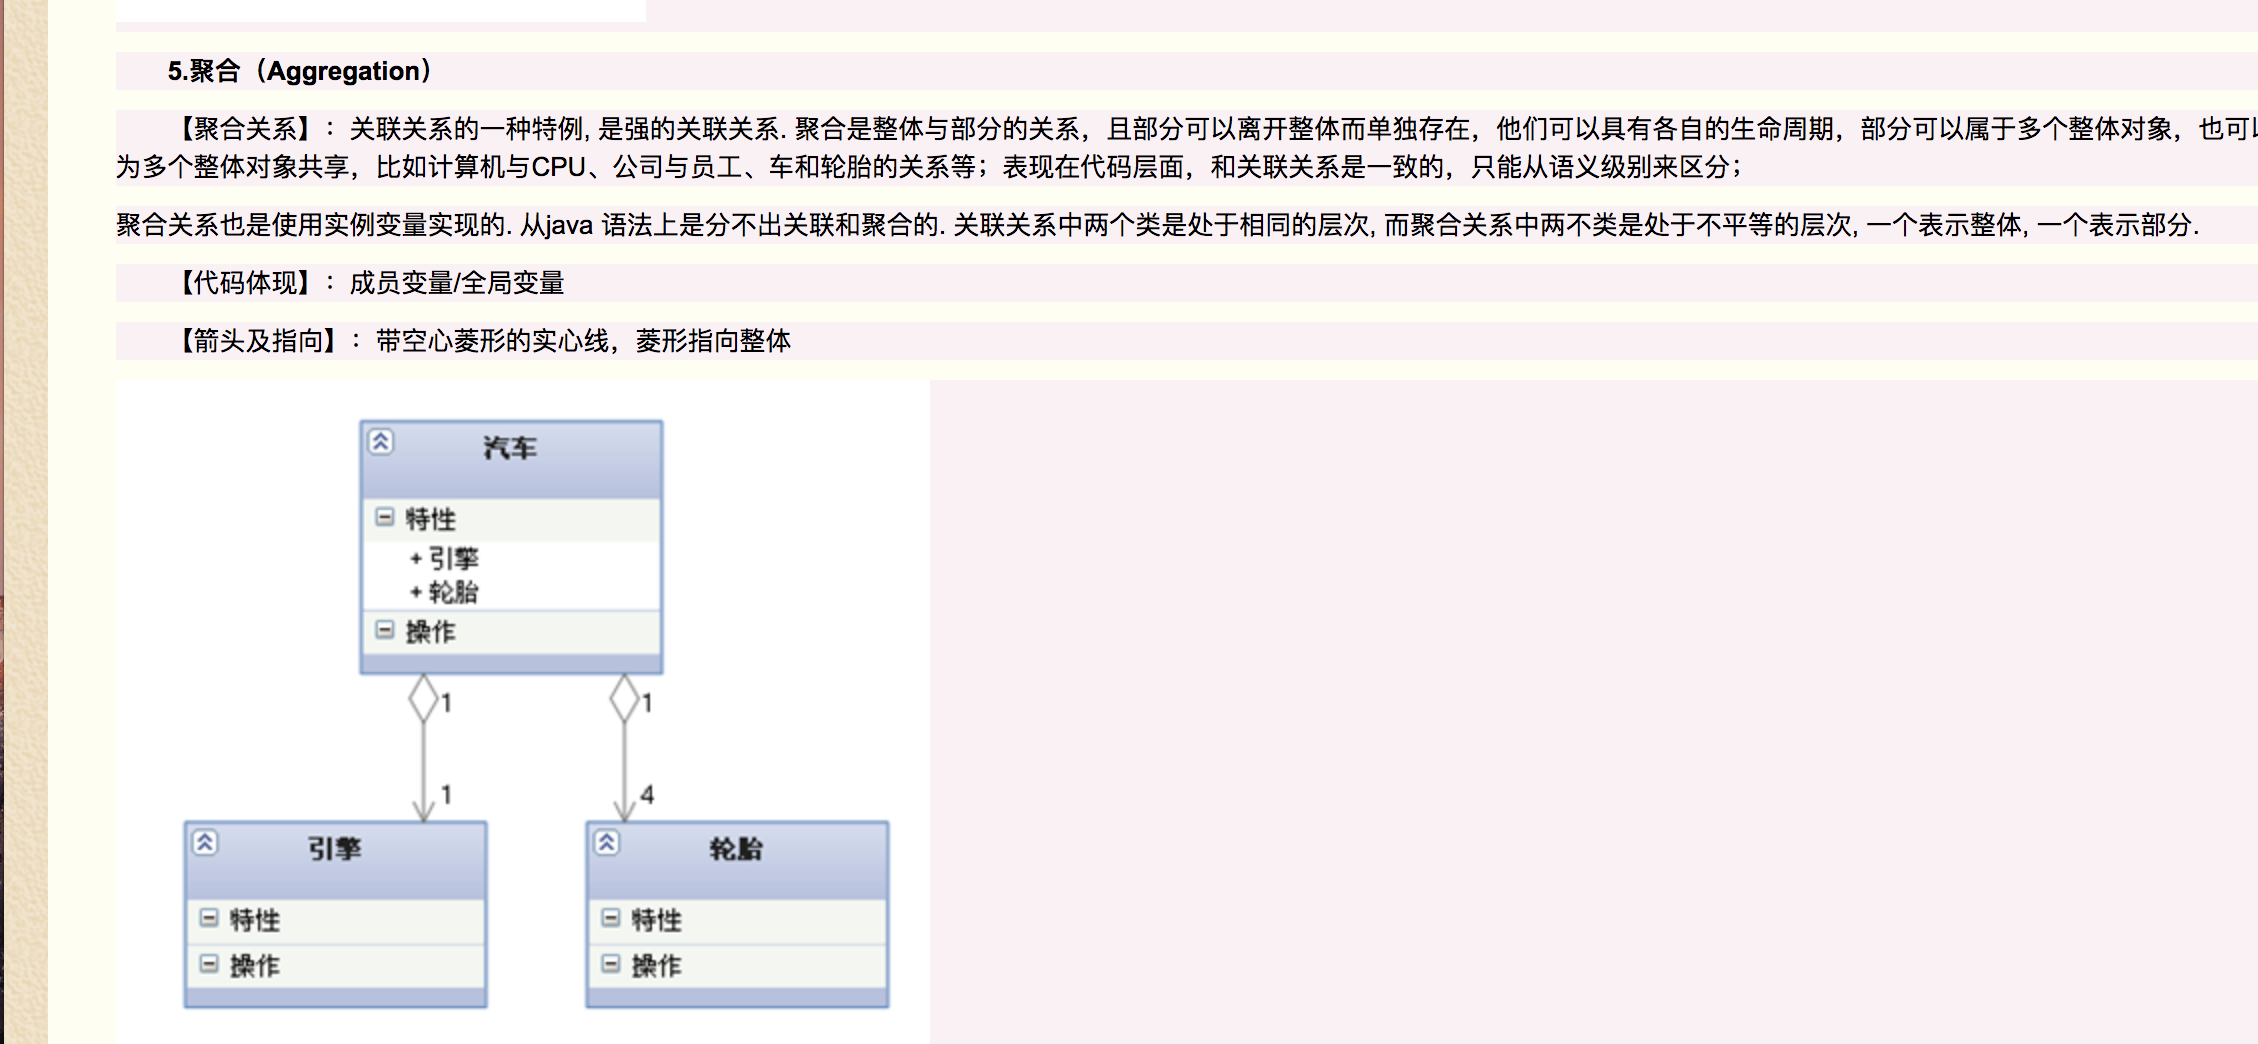 5.聚合（Aggregation）
【聚合关系】：关联关系的一种特例, 是强的关联关系. 聚合是整体与部分的关系，且部分可以离开整体而单独存在，他们可以具有各自的生命周期，部分可以属于多个整体对象，也可
为多个整体对象共享，比如计算机与CPU、公司与员工、车和轮胎的关系等；表现在代码层面，和关联关系是一致的，只能从语义级别来区分；
聚合关系也是使用实例变量实现的. 从java 语法上是分不出关联和聚合的. 关联关系中两个类是处于相同的层次, 而聚合关系中两不类是处于不平等的层次, 一个表示整体, 一个表示部分.
【代码体现】：成员变量/全局变量
【箭头及指向】：带空心菱形的实心线，菱形指向整体
汽车
特性
+ 引擎
+ 轮胎
操作
1
1
1
4
引擎
特性
操作
轮胎
特性
操作